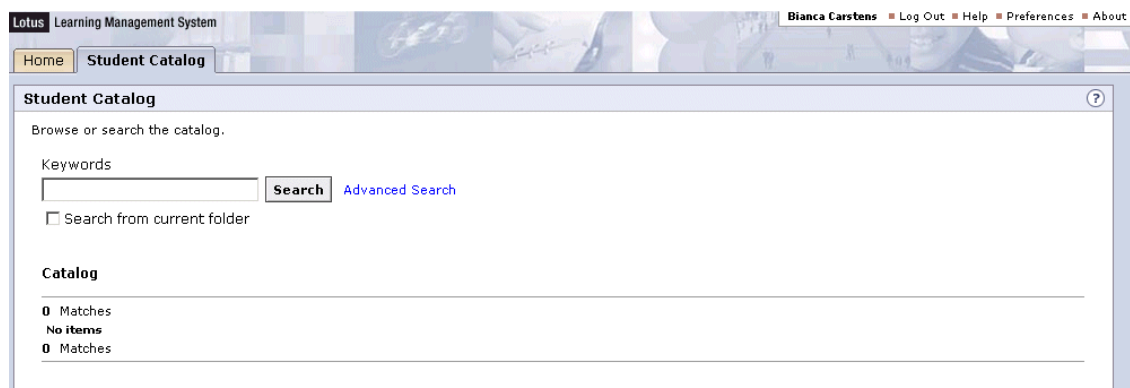 Lotus Learning Management System
Bianca Carstens Log Out Help Preferences About
Home Student Catalog
Student Catalog ?
Browse or search the catalog.
Keywords
Search Advanced Search
Search from current folder
Catalog
0 Matches
No items
0 Matches